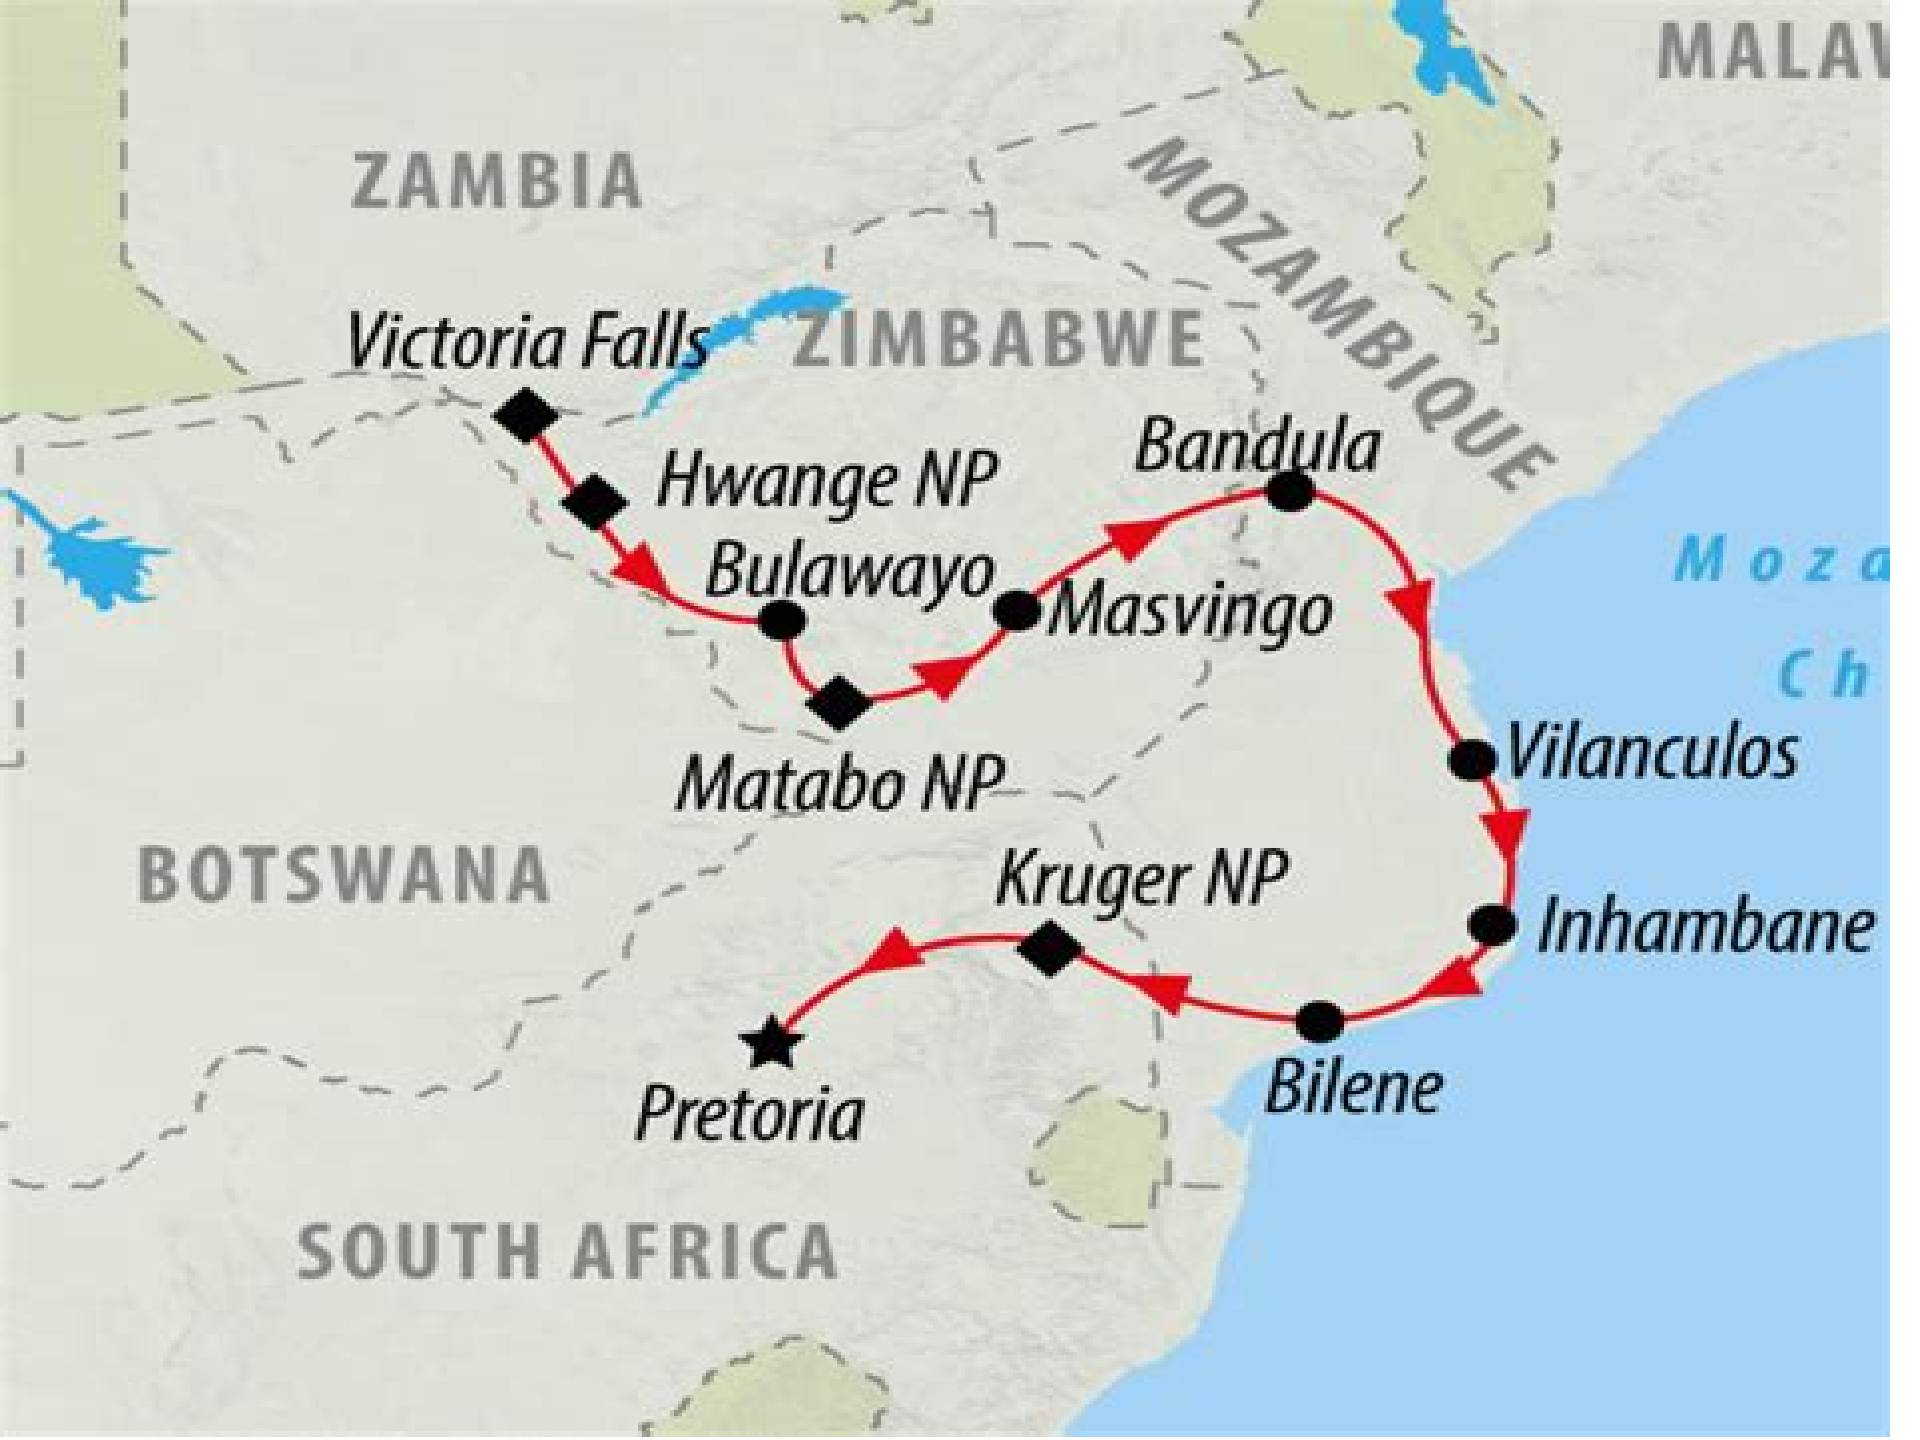 MALAW
ZAMBIA
MOZAMBIQUE
Victoria Falls
ZIMBABWE
Bandula
Hwange NP
Bulawayo
Masvingo
Moza
Ch
Vilanculos
Matabo NP
BOTSWANA
Kruger NP
Inhambane
Bilene
Pretoria
SOUTH AFRICA